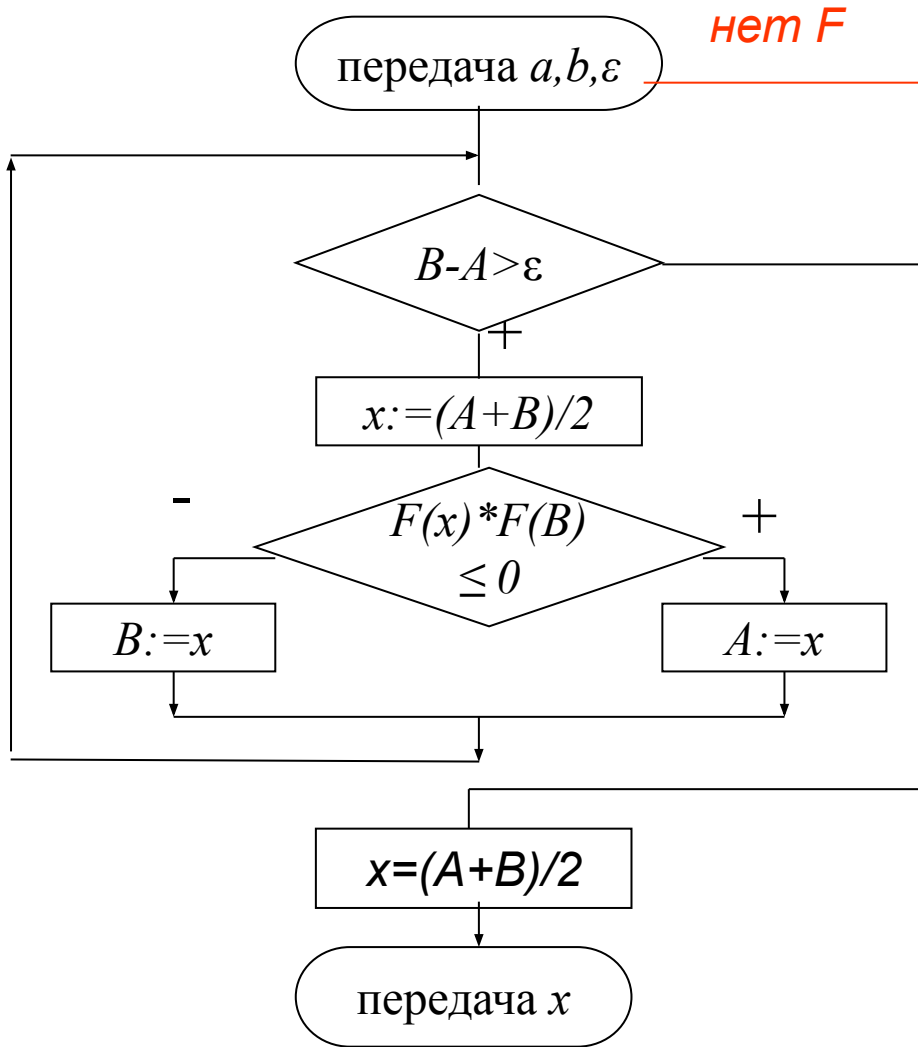 нет F
передача a,b,ε
B-A>ε
+
x:=(A+B)/2
-
F(x)*F(B)
≤ 0
+
B:=x
A:=x
x=(A+B)/2
передача x